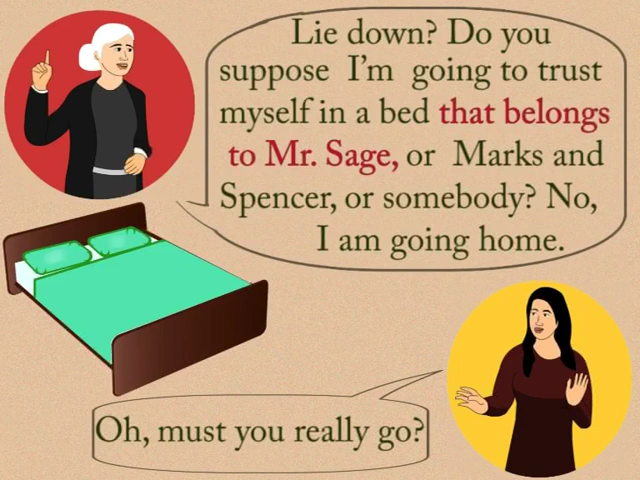 Lie down? Do you
suppose I'm going to trust
myself in a bed that belongs
to Mr. Sage, or Marks and
Spencer, or somebody? No,
I am going home.
Oh, must you really go?